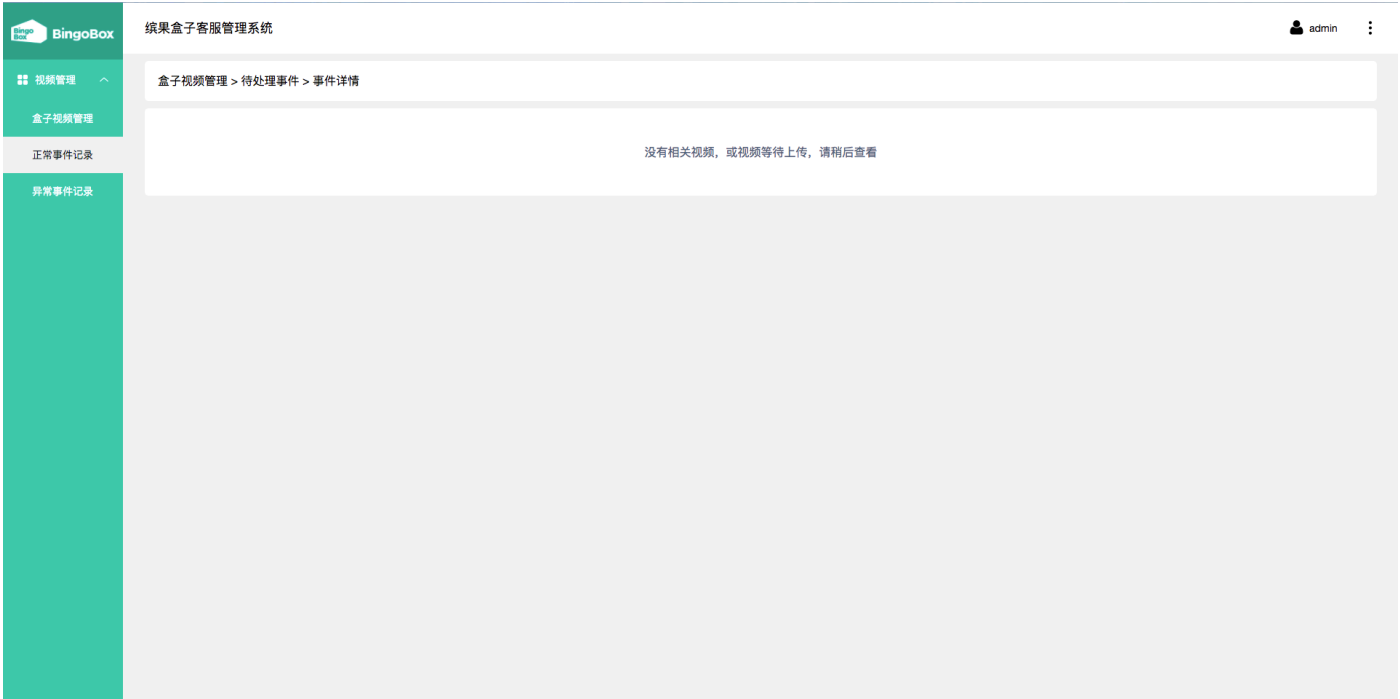 Bingo
Box
BingoBox
缤果盒子客服管理系统
admin
视频管理
盒子视频管理 > 待处理事件 > 事件详情
盒子视频管理
正常事件记录
异常事件记录
没有相关视频，或视频等待上传，请稍后查看